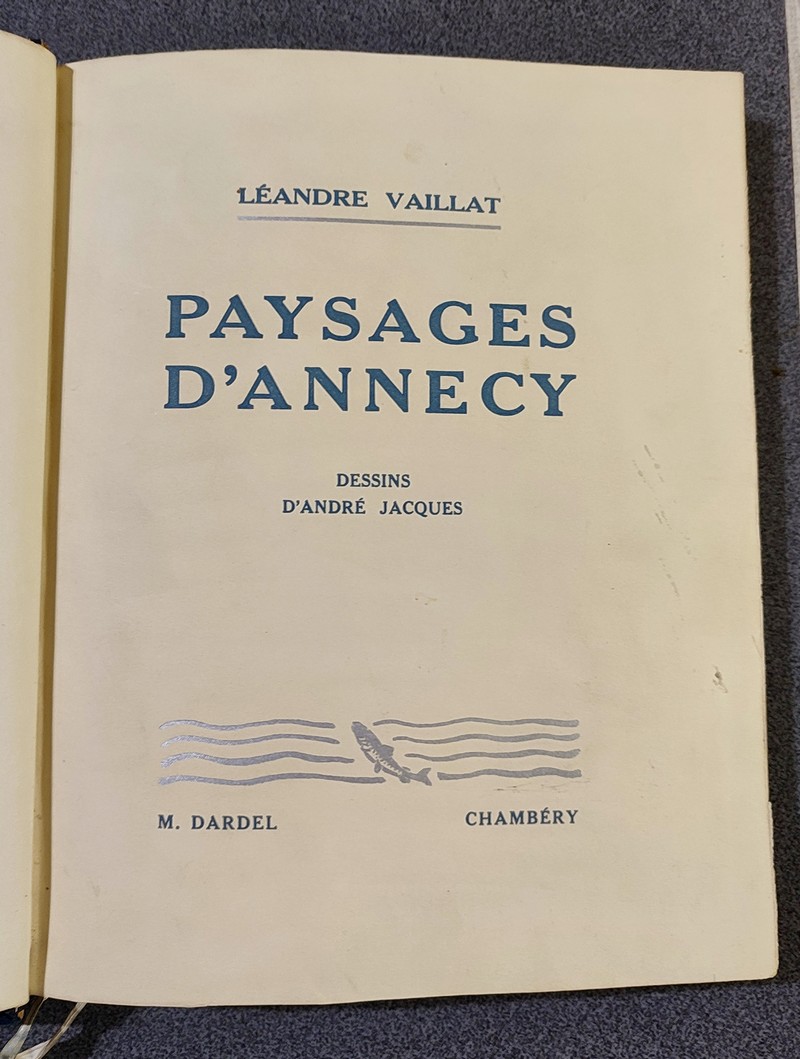 LÉANDRE VAILLAT
PAYSAGES
D'ANNECY
DESSINS
D'ANDRÉ JACQUES
M. DARDEL CHAMBÉRY